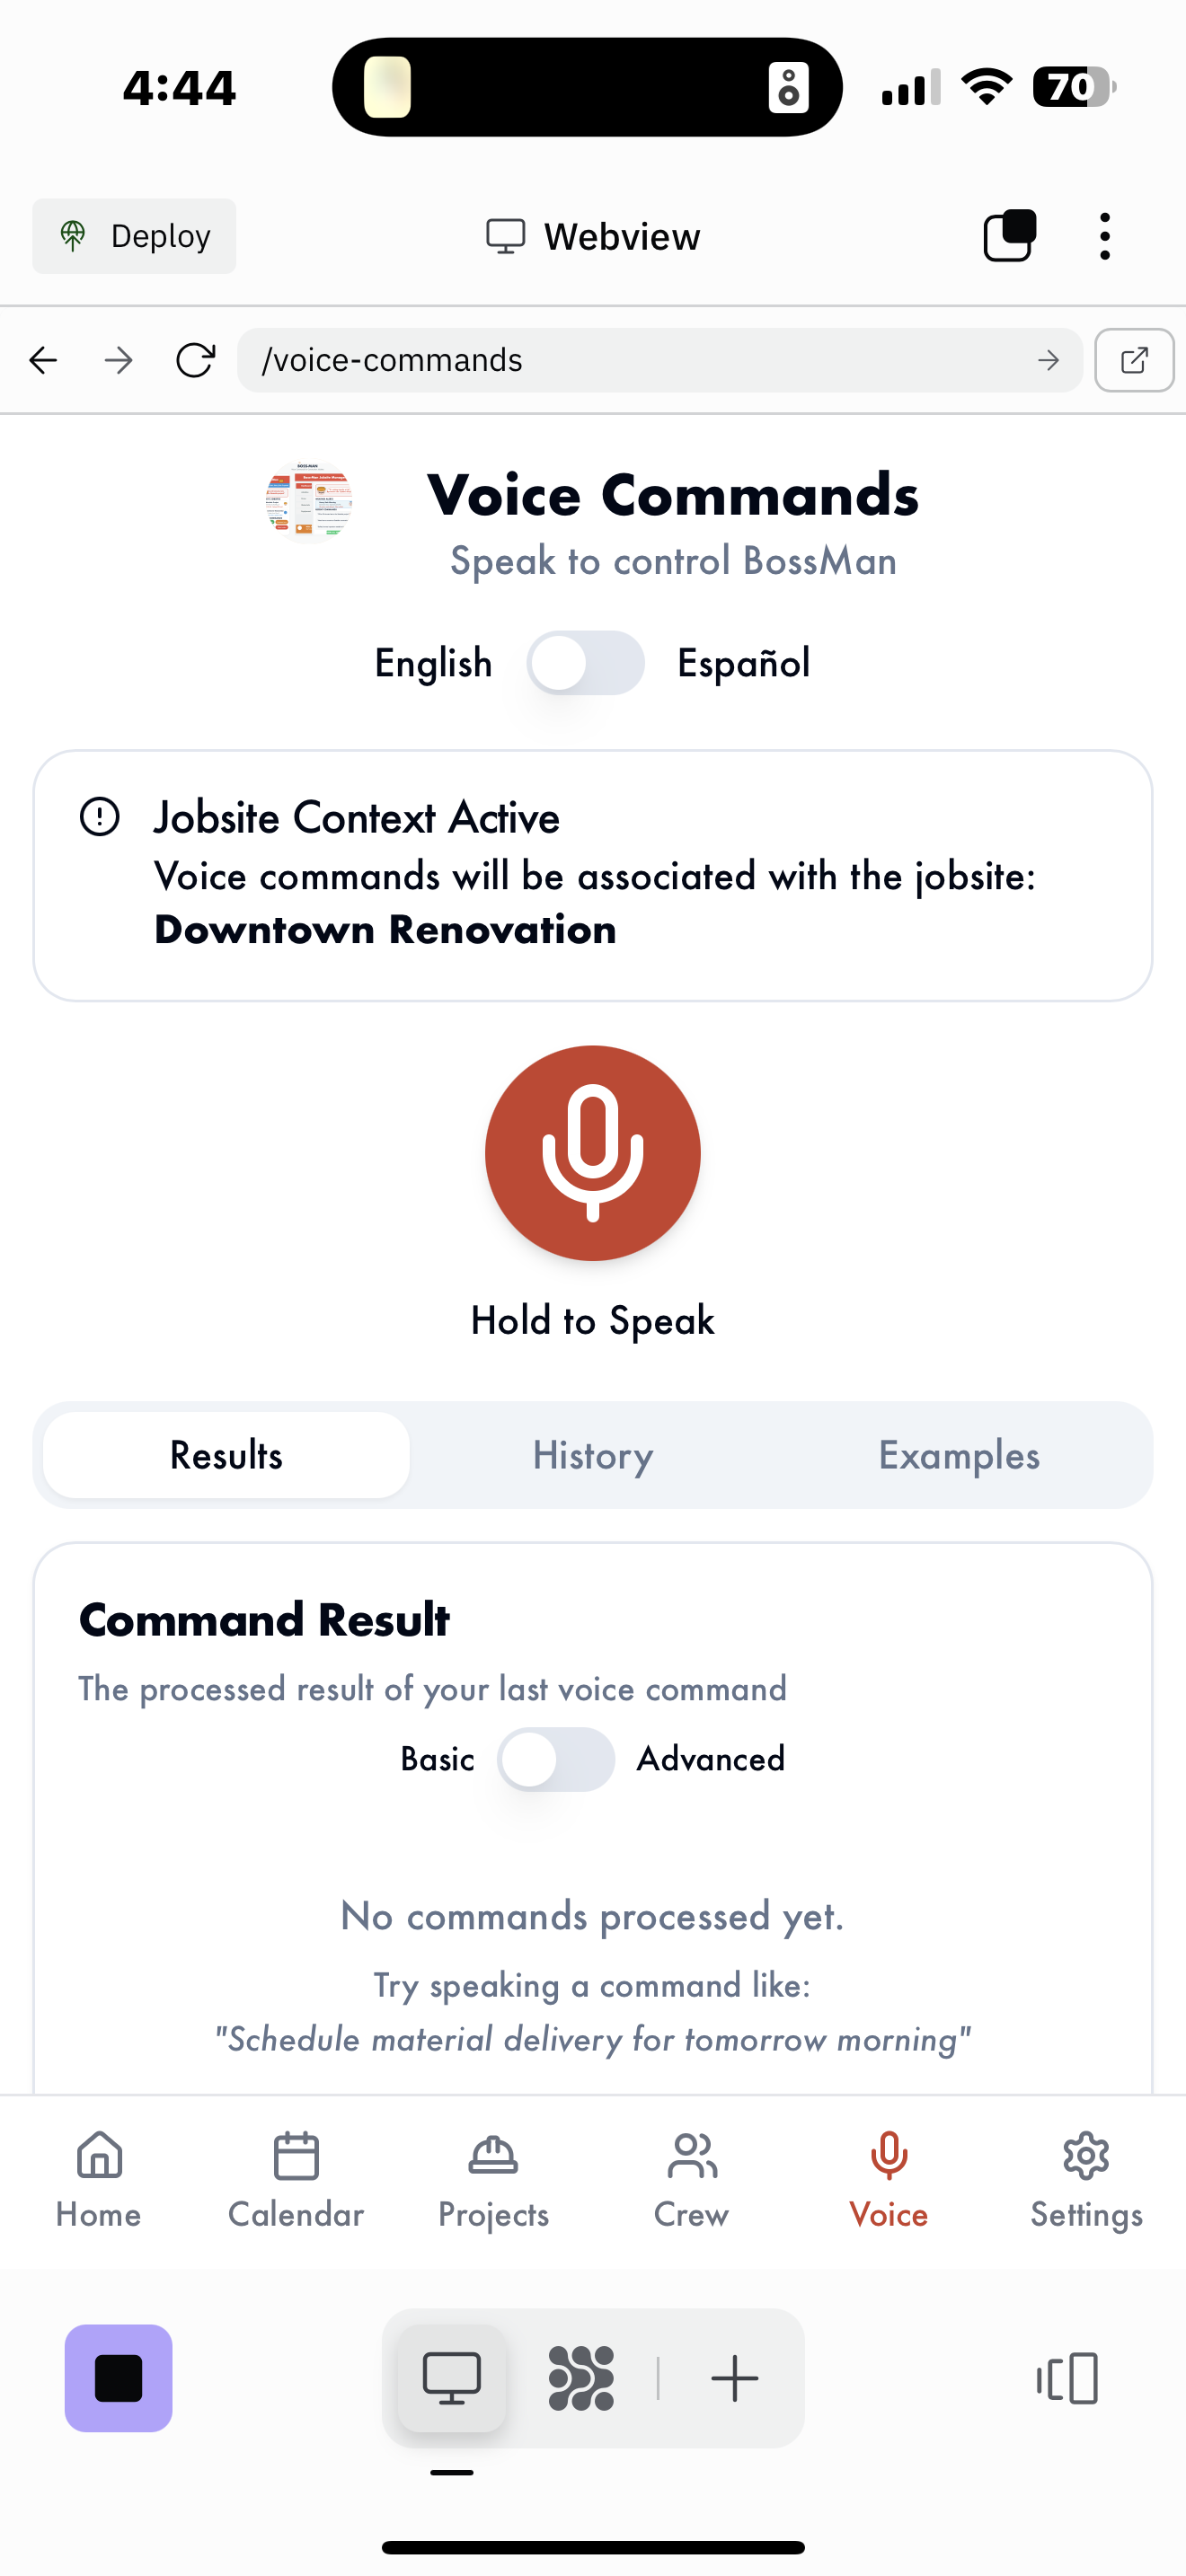 4:44
70
Deploy
Webview
/voice-commands
BOSSMAN
Voice Commands
Speak to control BossMan
English
Español
Jobsite Context Active
Voice commands will be associated with the jobsite:
Downtown Renovation
Hold to Speak
Results
History
Examples
Command Result
The processed result of your last voice command
Basic
Advanced
No commands processed yet.
Try speaking a command like:
"Schedule material delivery for tomorrow morning"
Home
Calendar
Projects
Crew
Voice
Settings